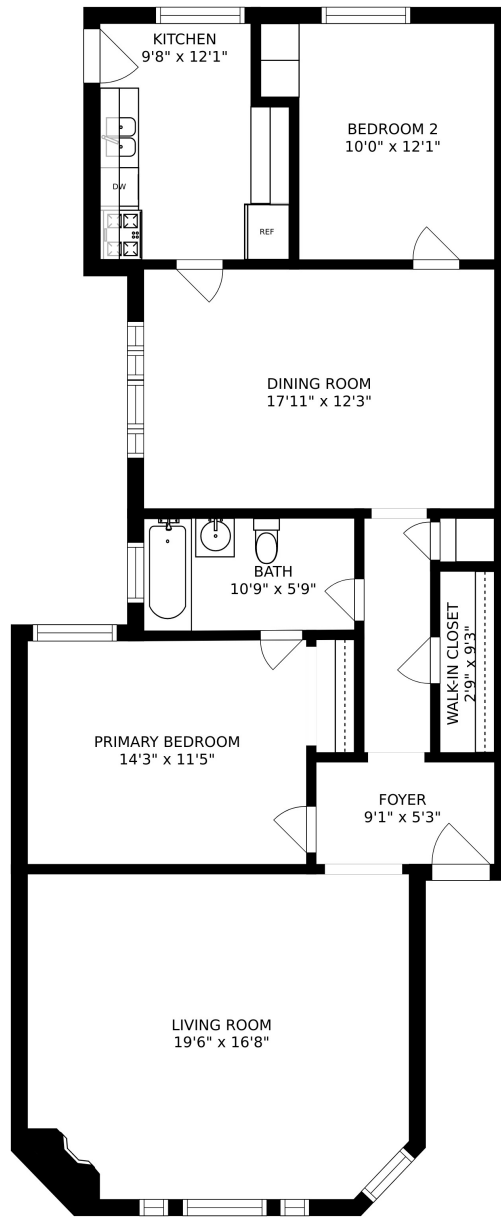 KITCHEN
9'8" x 12'1"
BEDROOM 2
10'0" x 12'1"
DW
REF
DINING ROOM
17'11" x 12'3"
BATH
10'9" x 5'9"
WALK-IN CLOSET
2'9" x 9'3"
PRIMARY BEDROOM
14'3" x 11'5"
FOYER
9'1" x 5'3"
LIVING ROOM
19'6" x 16'8"